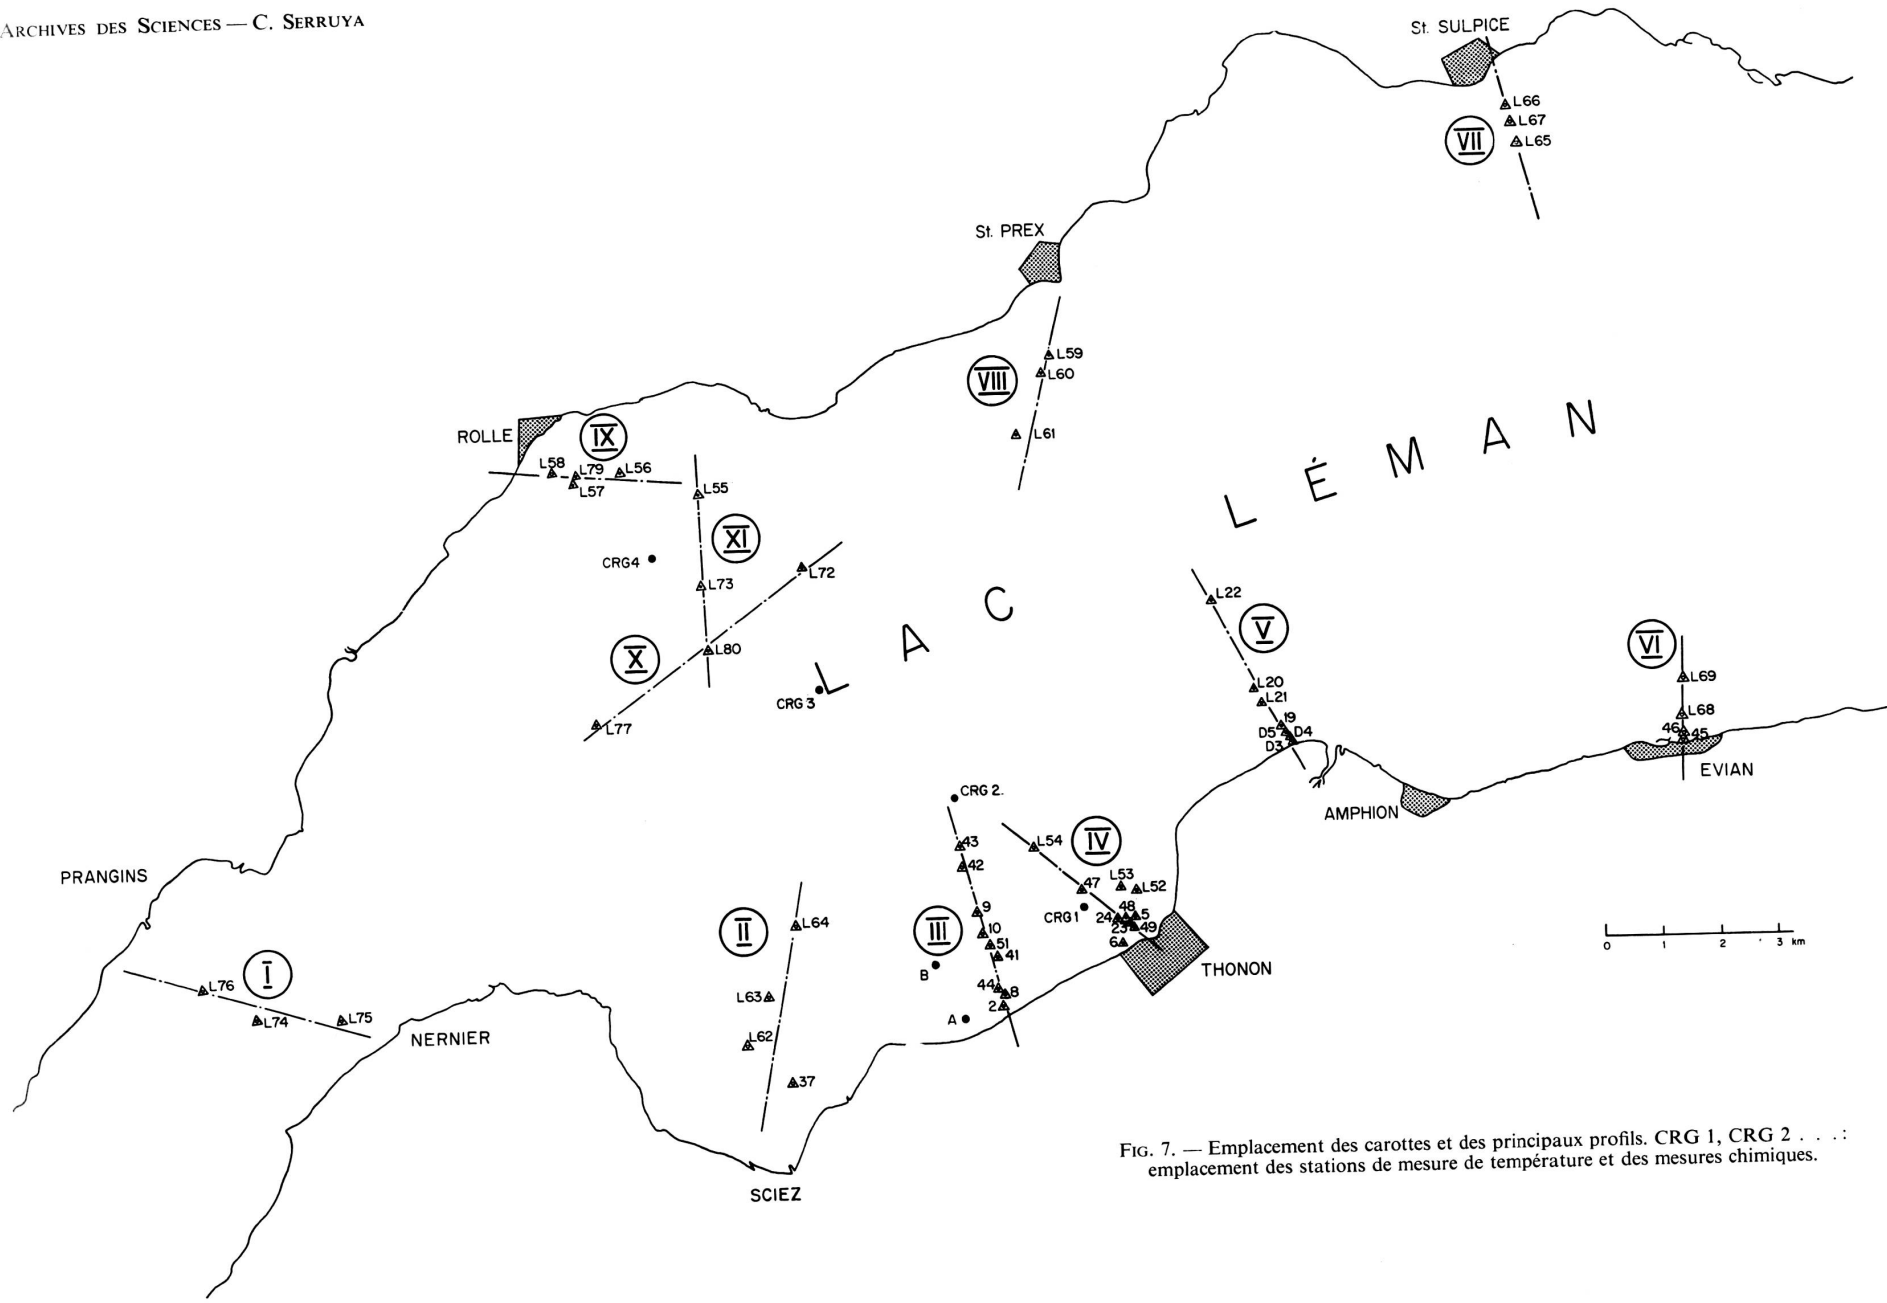 ARCHIVES DES SCIENCES — C. SERRUYA
St. SULPICE
L66
L67
VII
L65
St. PREX
L59
VIII
L60
L61
ROLLE
IX
L58
L79
L56
L57
L55
XI
CRG4
L73
L72
X
L80
CRG 3
L77
LAC LÉMAN
L22
V
L20
L21
19
D5
D4
D3
VI
L69
L68
46
45
EVIAN
AMPHION
CRG 2.
43
42
9
III
10
51
41
B
44
8
2
A
L54
IV
47
L53
L52
CRG1
48
24
5
23
49
6
THONON
0 1 2 3 km
PRANGINS
I
L76
L74
L75
NERNIER
II
L64
L63
L62
37
SCIEZ
FIG. 7. — Emplacement des carottes et des principaux profils. CRG 1, CRG 2 . . . :
emplacement des stations de mesure de température et des mesures chimiques.